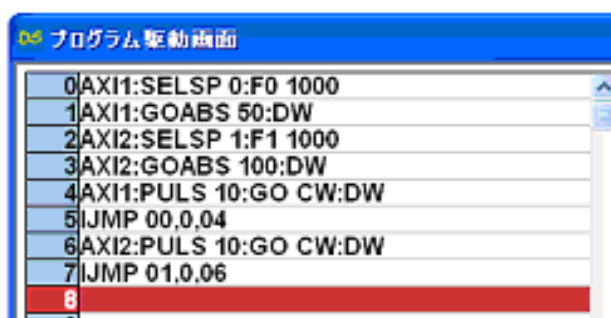 DS プログラム駆動画面
0 AXI1:SELSP 0:F0 1000
1 AXI1:GOABS 50:DW
2 AXI2:SELSP 1:F1 1000
3 AXI2:GOABS 100:DW
4 AXI1:PULS 10:GO CW:DW
5 IJMP 00,0,04
6 AXI2:PULS 10:GO CW:DW
7 IJMP 01,0,06
8